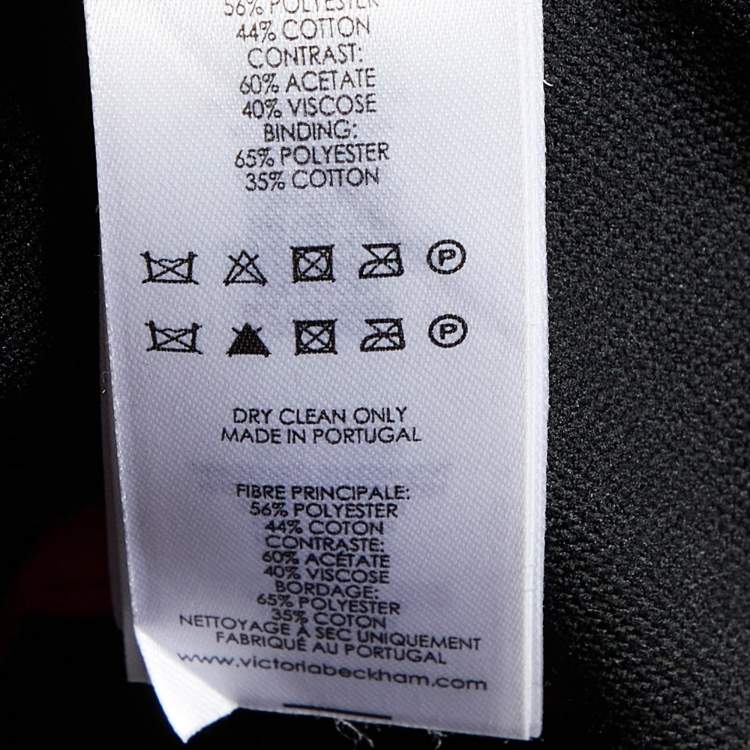 56% POLYESTER
44% COTTON
CONTRAST:
60% ACETATE
40% VISCOSE
BINDING:
65% POLYESTER
35% COTTON
P
P
DRY CLEAN ONLY
MADE IN PORTUGAL
FIBRE PRINCIPALE:
56% POLYESTER
44% COTON
CONTRASTE:
60% ACÉTATE
40% VISCOSE
BORDAGE:
65% POLYESTER
35% COTON
NETTOYAGE À SEC UNIQUEMENT
FABRIQUÉ AU PORTUGAL
www.victoriabeckham.com